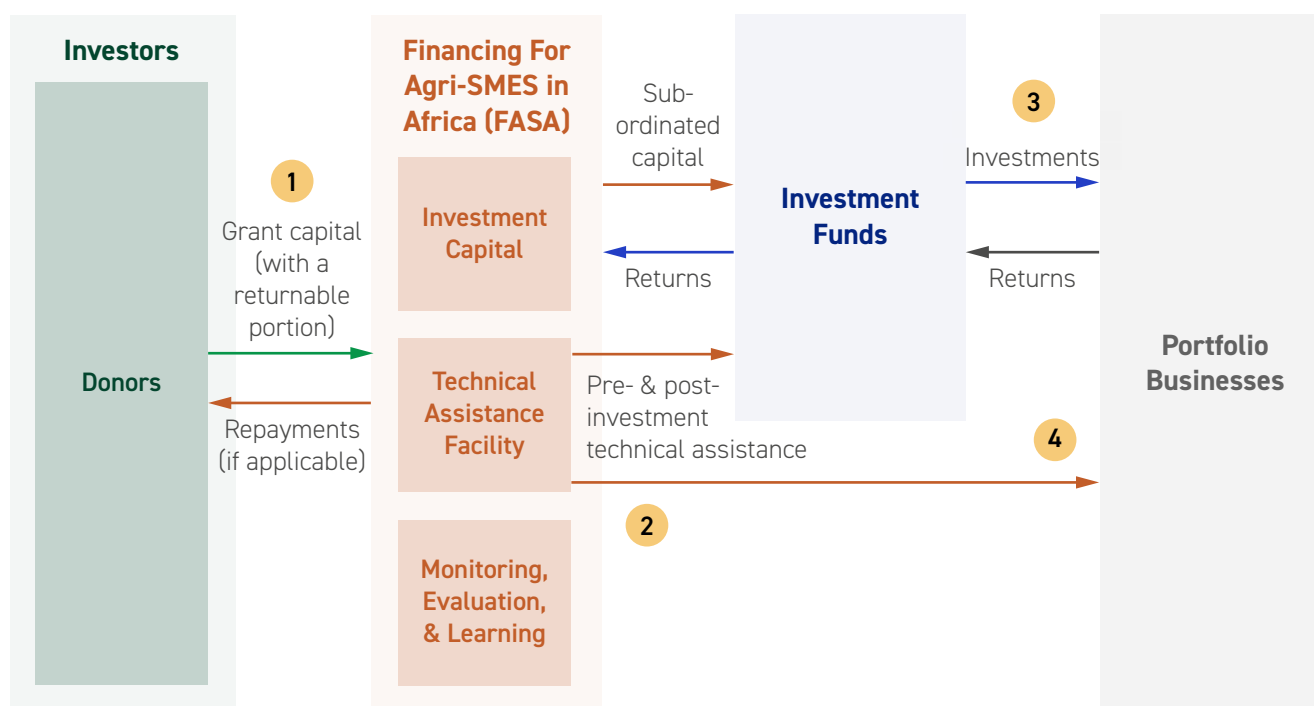 Investors
Donors
1
Grant capital
(with a
returnable
portion)
Repayments
(if applicable)
Financing For
Agri-SMES in
Africa (FASA)
Investment
Capital
Technical
Assistance
Facility
Monitoring,
Evaluation,
& Learning
Sub-
ordinated
capital
Returns
Pre- & post-
investment
technical assistance
2
Investment
Funds
3
Investments
Returns
4
Portfolio
Businesses